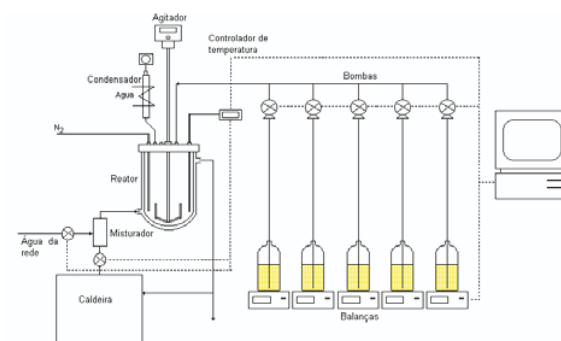 Agitador
Controlador de
temperatura
Condensador
Água
Bombas
N2
Reator
Água da
rede
Misturador
Caldeira
Balanças